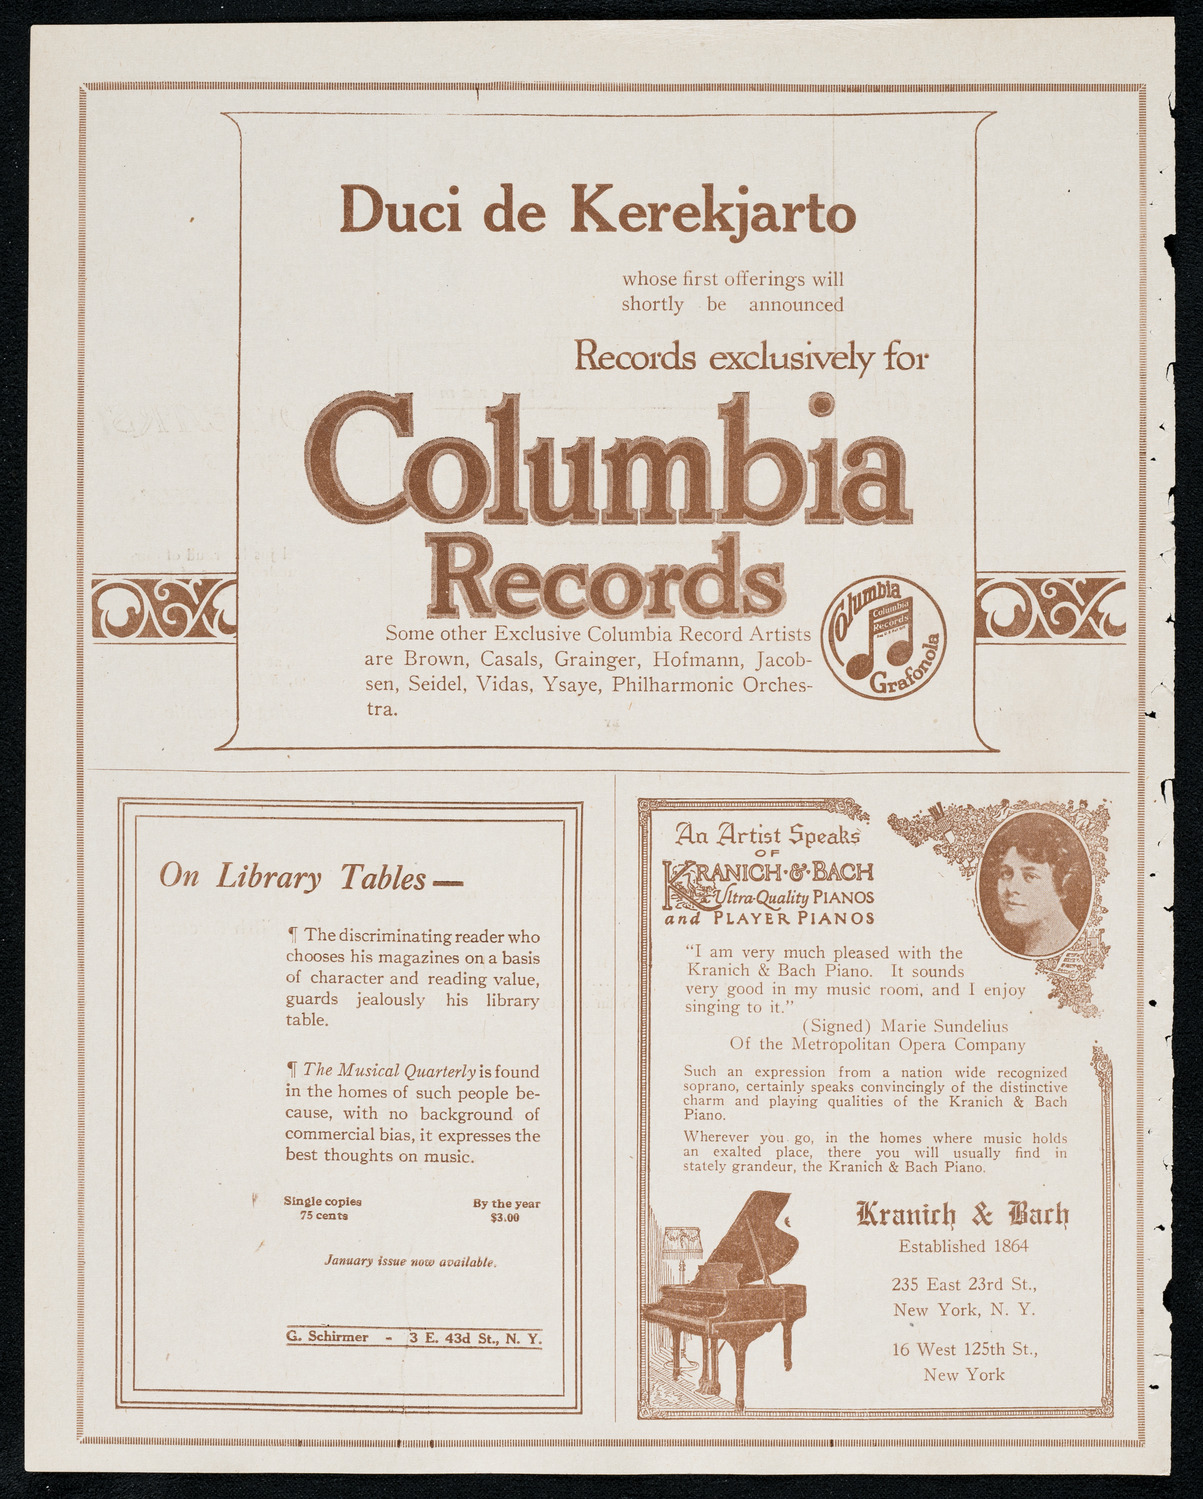 Duci de Kerekjarto
whose first offerings will
shortly be announced
Records exclusively for
Columbia
Records
Some other Exclusive Columbia Record Artists
are Brown, Casals, Grainger, Hofmann, Jacob-
sen, Seidel, Vidas, Ysaye, Philharmonic Orches-
tra.
Columbia
Columbia
Records
Grafonola
On Library Tables—
¶ The discriminating reader who
chooses his magazines on a basis
of character and reading value,
guards jealously his library
table.
¶ The Musical Quarterly is found
in the homes of such people be-
cause, with no background of
commercial bias, it expresses the
best thoughts on music.
Single copies By the year
75 cents $3.00
January issue now available.
G. Schirmer - 3 E. 43d St., N. Y.
An Artist Speaks
OF
KRANICH·&·BACH
Ultra-Quality PIANOS
and PLAYER PIANOS
"I am very much pleased with the
Kranich & Bach Piano. It sounds
very good in my music room, and I enjoy
singing to it."
(Signed) Marie Sundelius
Of the Metropolitan Opera Company
Such an expression from a nation wide recognized
soprano, certainly speaks convincingly of the distinctive
charm and playing qualities of the Kranich & Bach
Piano.
Wherever you go, in the homes where music holds
an exalted place, there you will usually find in
stately grandeur, the Kranich & Bach Piano.
Kranich & Bach
Established 1864
235 East 23rd St.,
New York, N. Y.
16 West 125th St.,
New York